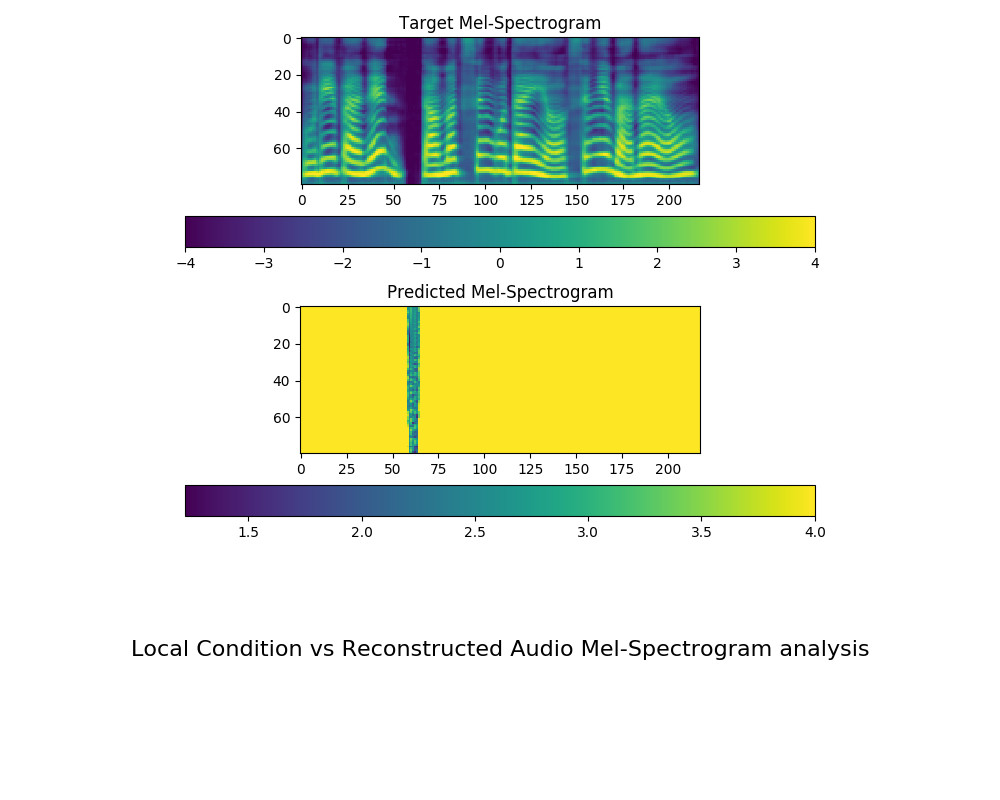 Target Mel-Spectrogram
0
20
40
60
0 25 50 75 100 125 150 175 200
−4 −3 −2 −1 0 1 2 3 4
Predicted Mel-Spectrogram
0
20
40
60
0 25 50 75 100 125 150 175 200
1.5 2.0 2.5 3.0 3.5 4.0
Local Condition vs Reconstructed Audio Mel-Spectrogram analysis